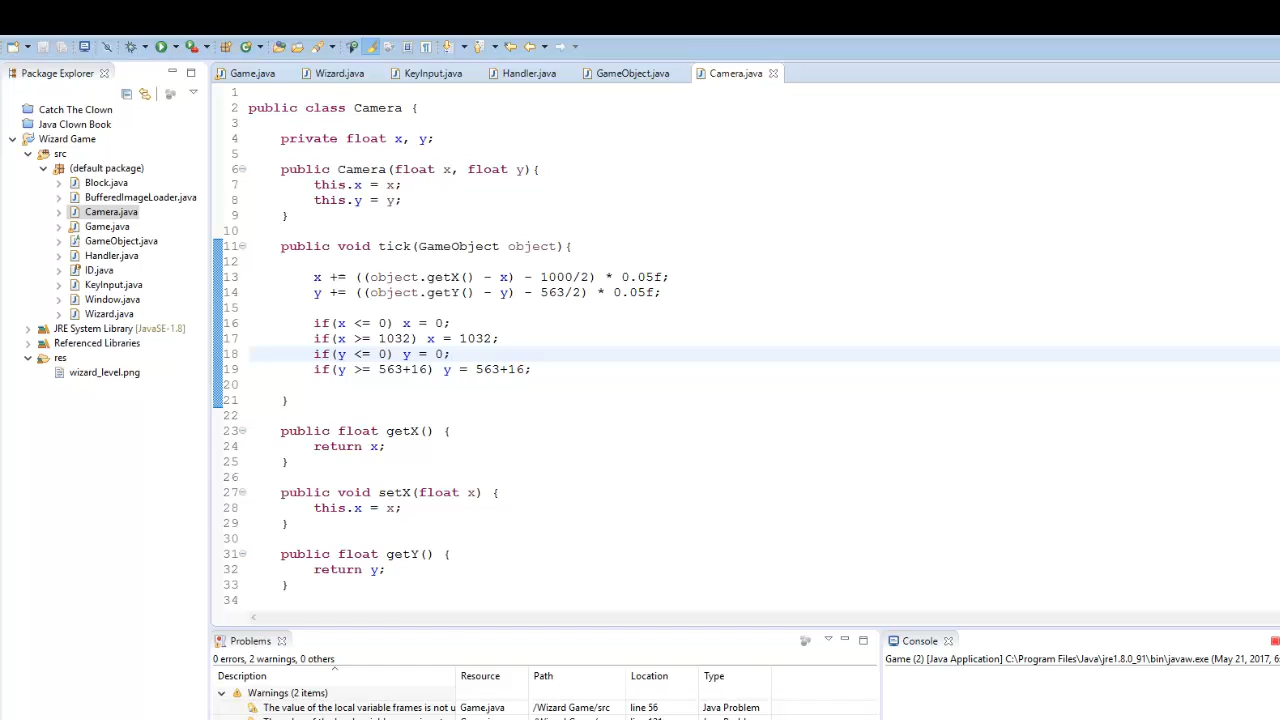 Package Explorer
Game.java
Wizard.java
KeyInput.java
Handler.java
GameObject.java
Camera.java
Catch The Clown
Java Clown Book
Wizard Game
src
(default package)
Block.java
BufferedImageLoader.java
Camera.java
Game.java
GameObject.java
Handler.java
ID.java
KeyInput.java
Window.java
Wizard.java
JRE System Library [JavaSE-1.8]
Referenced Libraries
res
wizard_level.png
1
2 public class Camera {
3
4 private float x, y;
5
6 public Camera(float x, float y){
7 this.x = x;
8 this.y = y;
9 }
10
11 public void tick(GameObject object){
12
13 x += ((object.getX() - x) - 1000/2) * 0.05f;
14 y += ((object.getY() - y) - 563/2) * 0.05f;
15
16 if(x <= 0) x = 0;
17 if(x >= 1032) x = 1032;
18 if(y <= 0) y = 0;
19 if(y >= 563+16) y = 563+16;
20
21 }
22
23 public float getX() {
24 return x;
25 }
26
27 public void setX(float x) {
28 this.x = x;
29 }
30
31 public float getY() {
32 return y;
33 }
34
Problems
0 errors, 2 warnings, 0 others
Description Resource Path Location Type
Warnings (2 items)
The value of the local variable frames is not u Game.java /Wizard Game/src line 56 Java Problem
Console
Game (2) [Java Application] C:\Program Files\Java\jre1.8.0_91\bin\javaw.exe (May 21, 2017, 6: